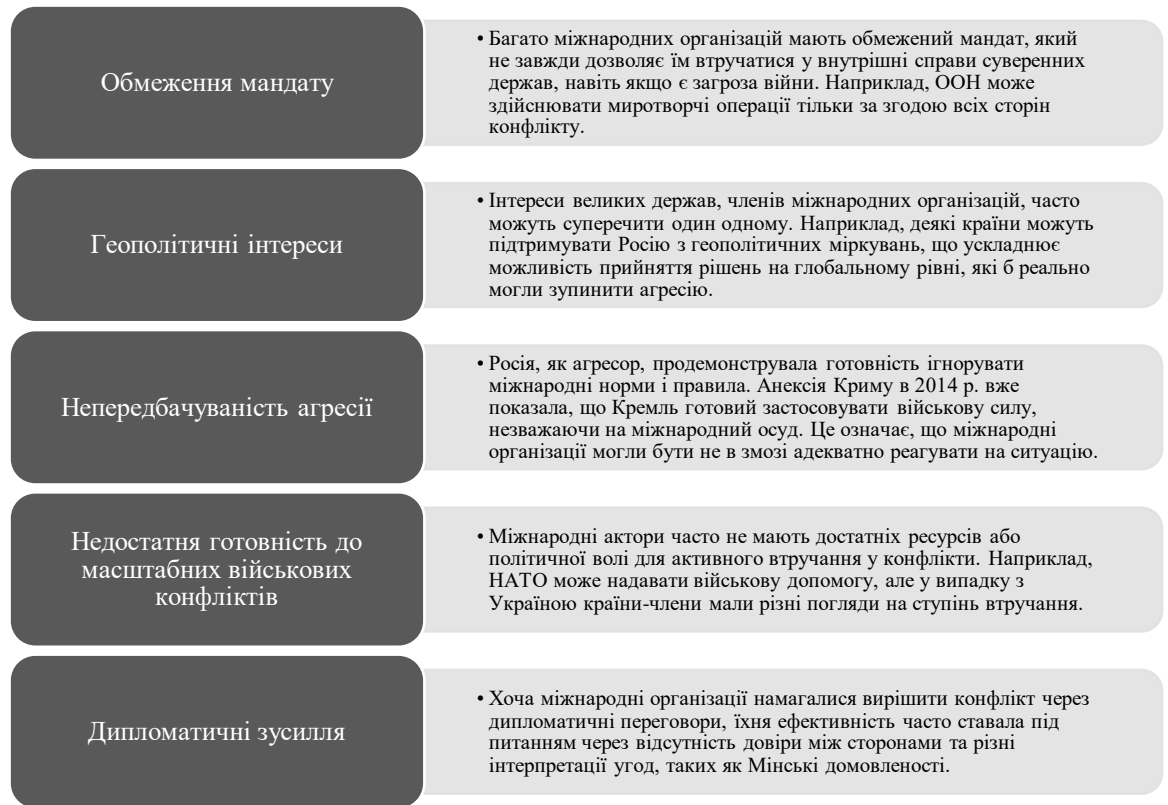 Обмеження мандату
• Багато міжнародних організацій мають обмежений мандат, який
не завжди дозволяє їм втручатися у внутрішні справи суверенних
держав, навіть якщо є загроза війни. Наприклад, ООН може
здійснювати миротворчі операції тільки за згодою всіх сторін
конфлікту.
Геополітичні інтереси
• Інтереси великих держав, членів міжнародних організацій, часто
можуть суперечити один одному. Наприклад, деякі країни можуть
підтримувати Росію з геополітичних міркувань, що ускладнює
можливість прийняття рішень на глобальному рівні, які б реально
могли зупинити агресію.
Непередбачуваність агресії
• Росія, як агресор, продемонструвала готовність ігнорувати
міжнародні норми і правила. Анексія Криму в 2014 р. вже
показала, що Кремль готовий застосовувати військову силу,
незважаючи на міжнародний осуд. Це означає, що міжнародні
організації могли бути не в змозі адекватно реагувати на ситуацію.
Недостатня готовність до
масштабних військових
конфліктів
• Міжнародні актори часто не мають достатніх ресурсів або
політичної волі для активного втручання у конфлікти. Наприклад,
НАТО може надавати військову допомогу, але у випадку з
Україною країни-члени мали різні погляди на ступінь втручання.
Дипломатичні зусилля
• Хоча міжнародні організації намагалися вирішити конфлікт через
дипломатичні переговори, їхня ефективність часто ставала під
питанням через відсутність довіри між сторонами та різні
інтерпретації угод, таких як Мінські домовленості.